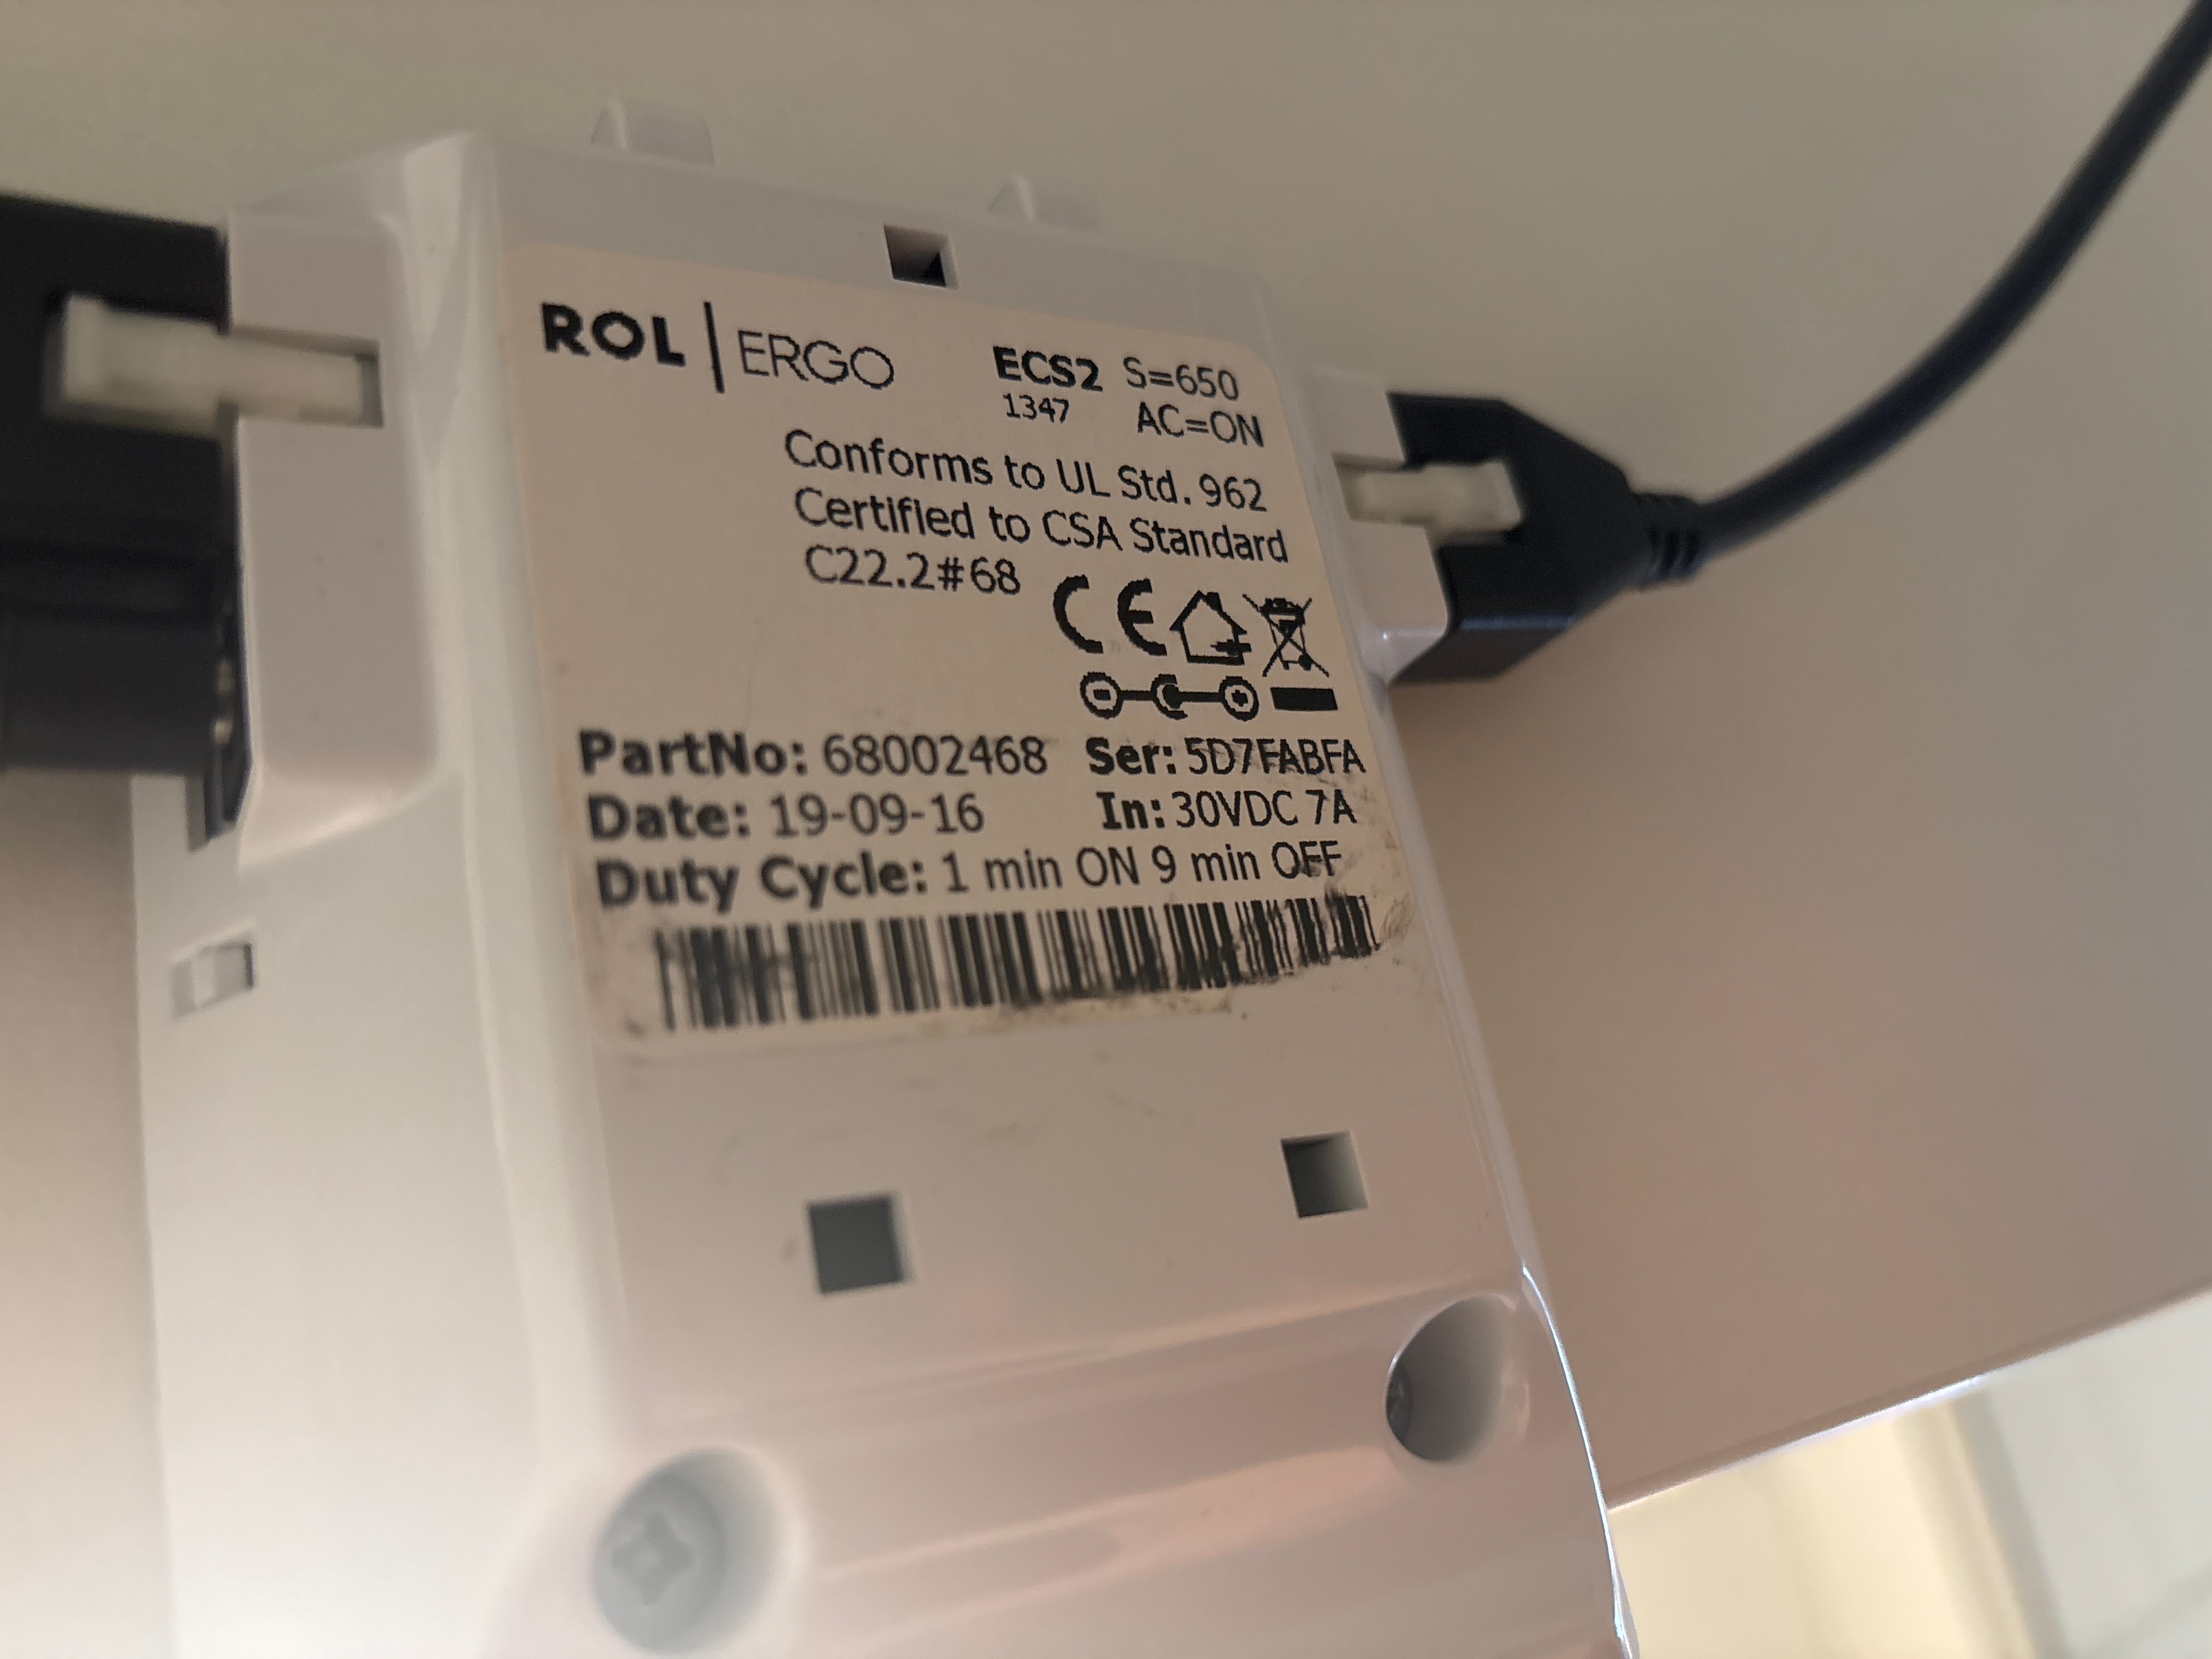 ROL | ERGO ECS2 S=650
1347 AC=ON
Conforms to UL Std. 962
Certified to CSA Standard
C22.2#68
CE
PartNo: 68002468 Ser: 5D7FABFA
Date: 19-09-16 In: 30VDC 7A
Duty Cycle: 1 min ON 9 min OFF